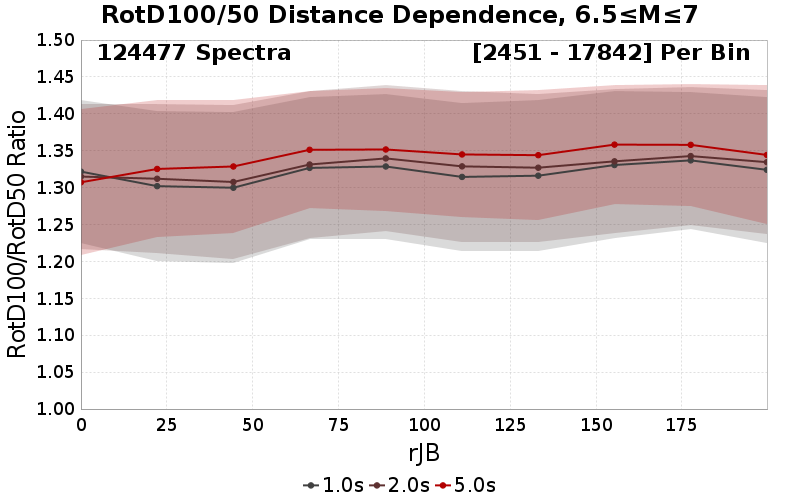 RotD100/50 Distance Dependence, 6.5≤M≤7
124477 Spectra
[2451 - 17842] Per Bin
RotD100/RotD50 Ratio
1.50
1.45
1.40
1.35
1.30
1.25
1.20
1.15
1.10
1.05
1.00
0 25 50 75 100 125 150 175
rJB
1.0s 2.0s 5.0s